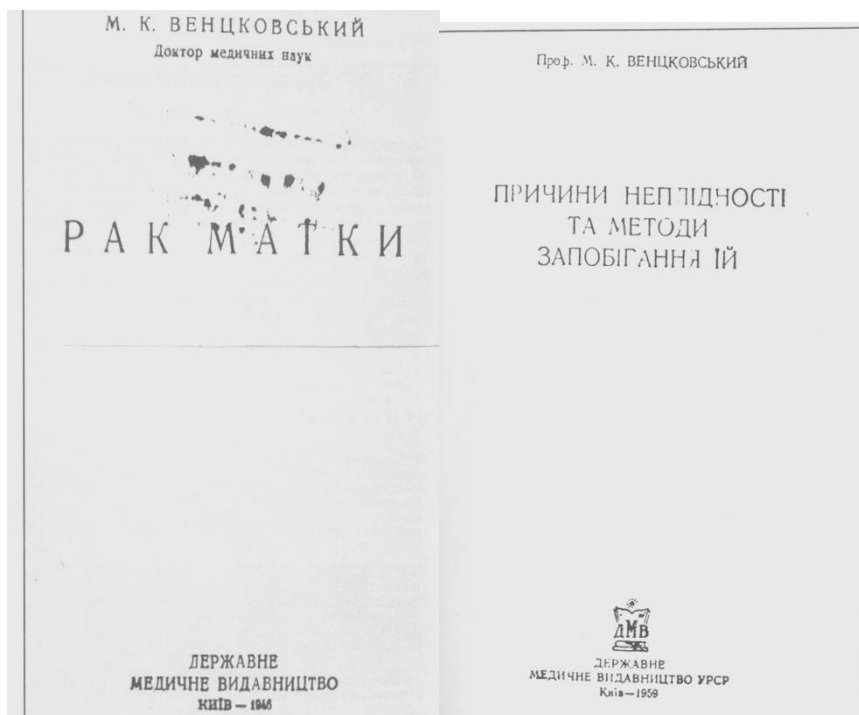 М. К. ВЕНЦКОВСЬКИЙ
Доктор медичних наук
РАК МАТКИ
ДЕРЖАВНЕ
МЕДИЧНЕ ВИДАВНИЦТВО
КИЇВ — 1946
Проф. М. К. ВЕНЦКОВСЬКИЙ
ПРИЧИНИ НЕПЛІДНОСТІ
ТА МЕТОДИ
ЗАПОБІГАННЯ ЇЙ
ДМВ
ДЕРЖАВНЕ
МЕДИЧНЕ ВИДАВНИЦТВО УРСР
Київ—1959